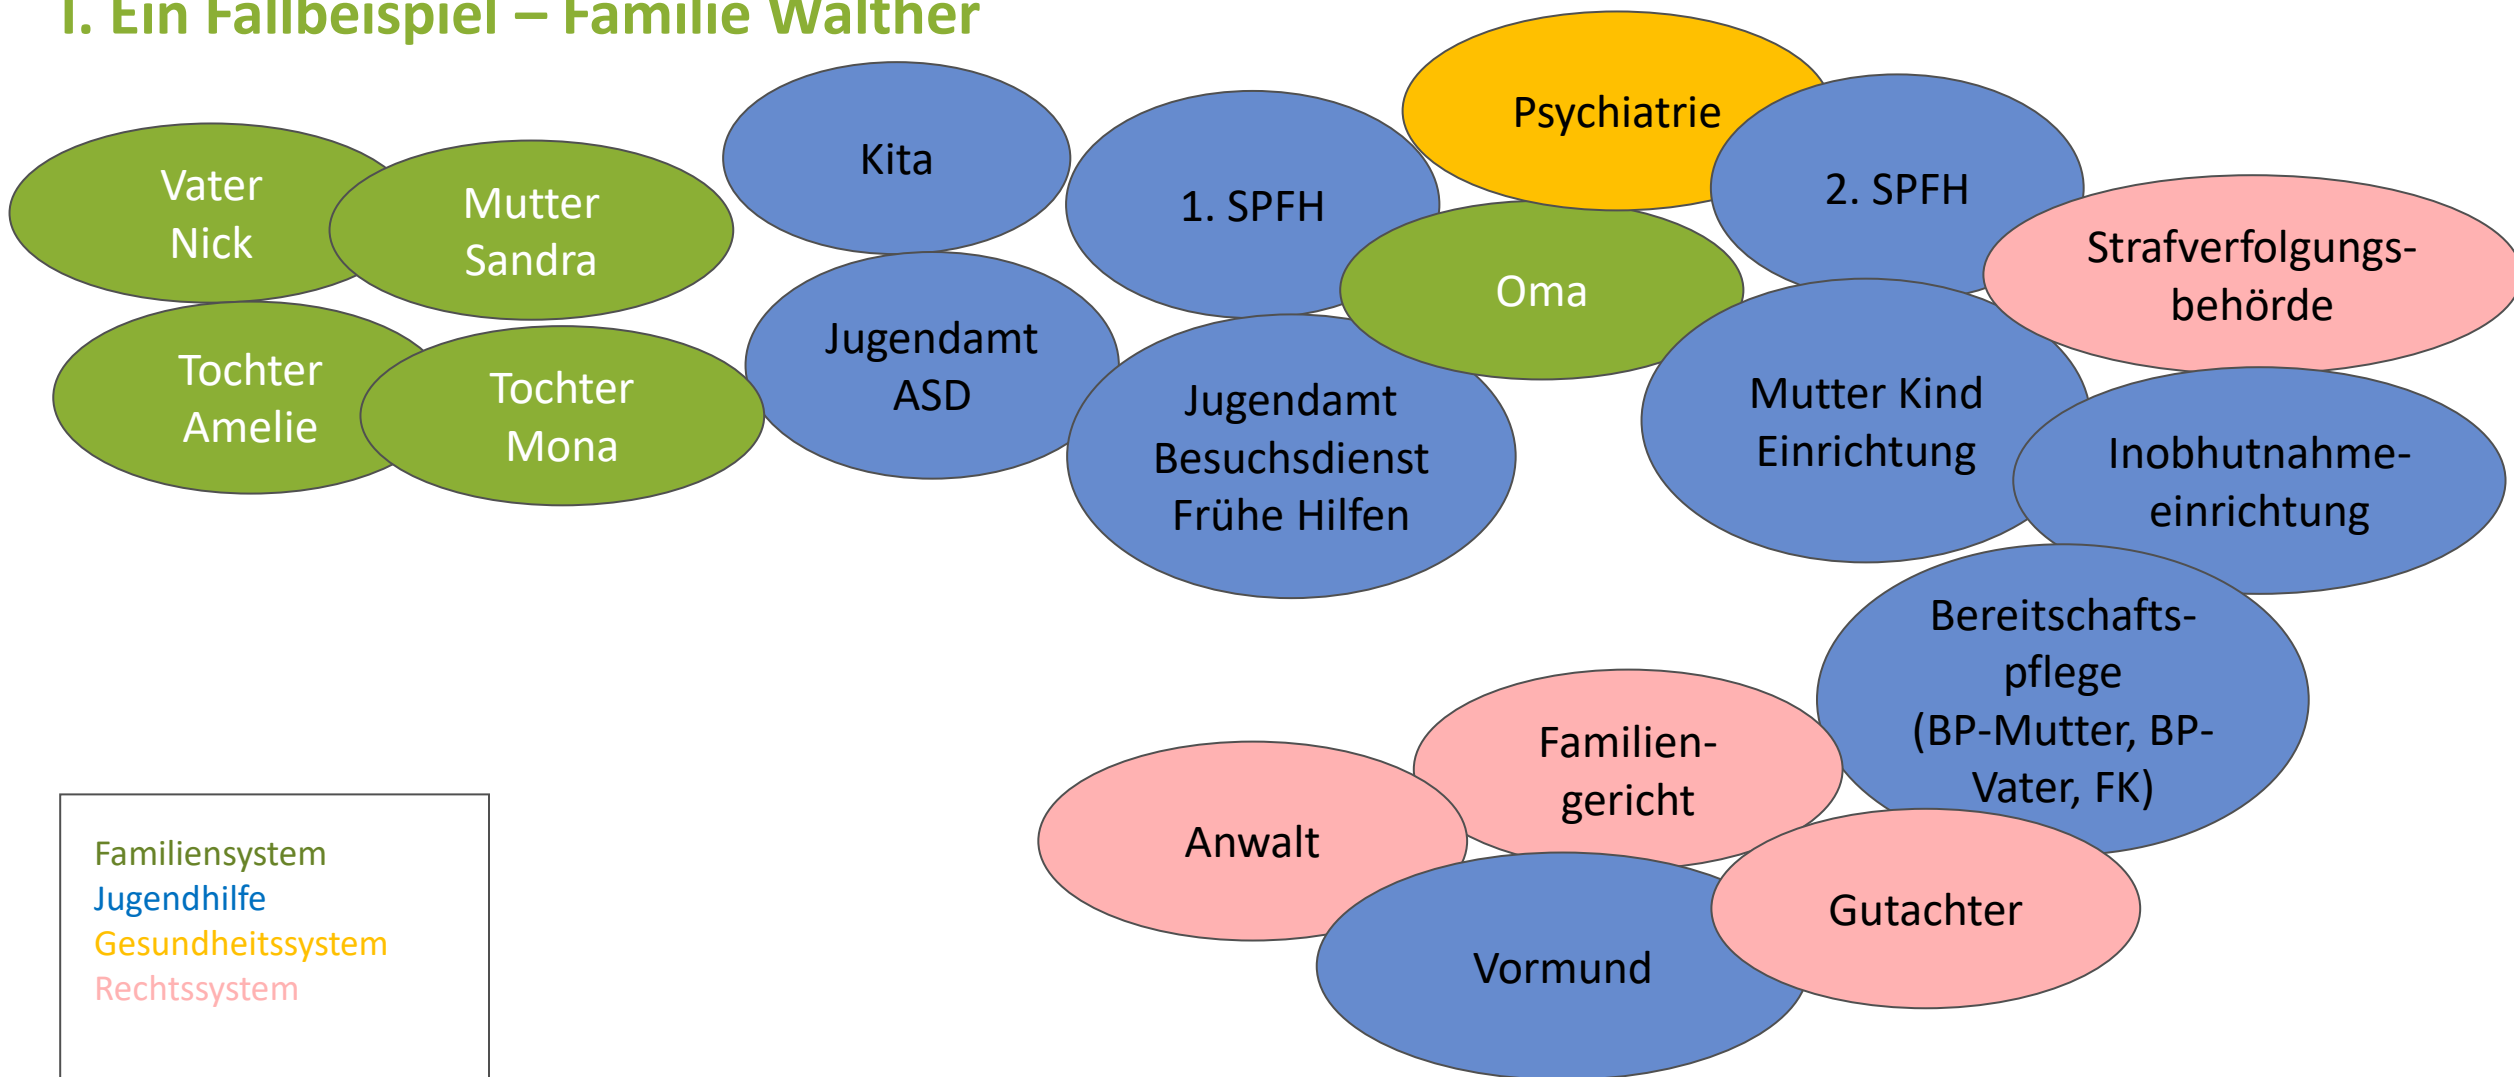 I. Ein Fallbeispiel – Familie Walther
Vater
Nick
Mutter
Sandra
Tochter
Amelie
Tochter
Mona
Kita
Jugendamt
ASD
1. SPFH
Jugendamt
Besuchsdienst
Frühe Hilfen
Psychiatrie
Oma
2. SPFH
Strafverfolgungs-
behörde
Mutter Kind
Einrichtung
Inobhutnahme-
einrichtung
Bereitschafts-
pflege
(BP-Mutter, BP-
Vater, FK)
Familien-
gericht
Anwalt
Gutachter
Vormund
Familiensystem
Jugendhilfe
Gesundheitssystem
Rechtssystem